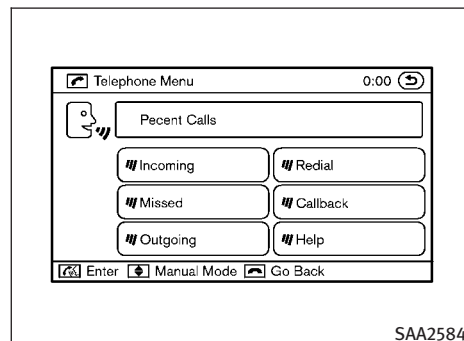 Telephone Menu 0:00
Pecent Calls
Incoming Redial
Missed Callback
Outgoing Help
Enter Manual Mode Go Back
SAA2584